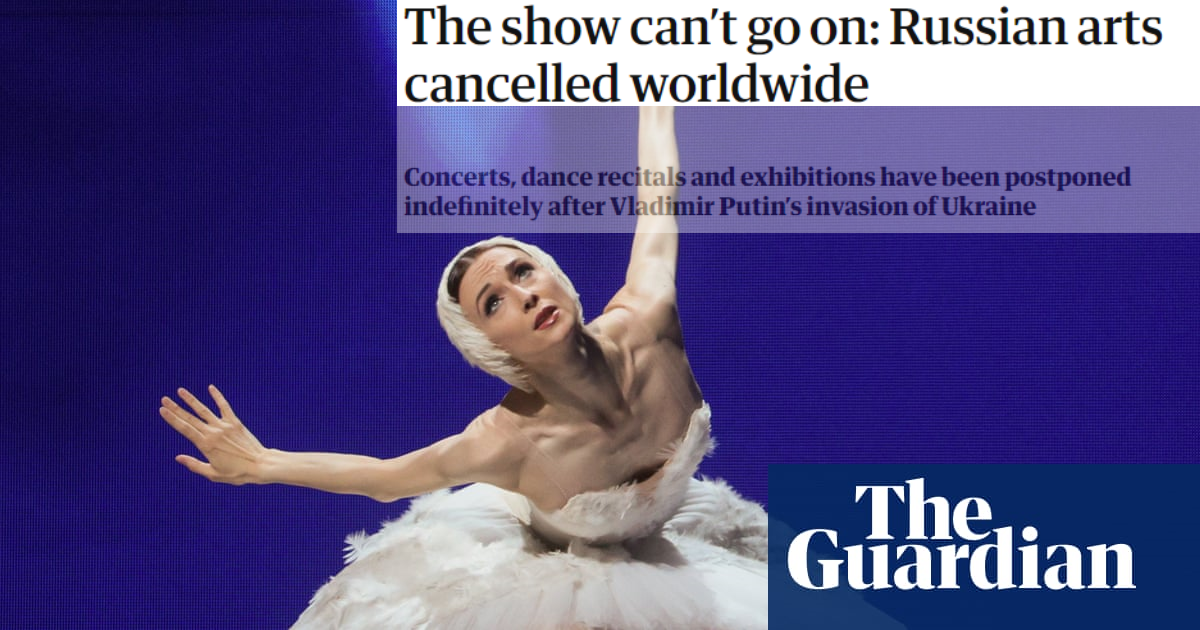 The show can’t go on: Russian arts
cancelled worldwide
Concerts, dance recitals and exhibitions have been postponed
indefinitely after Vladimir Putin’s invasion of Ukraine
The
Guardian